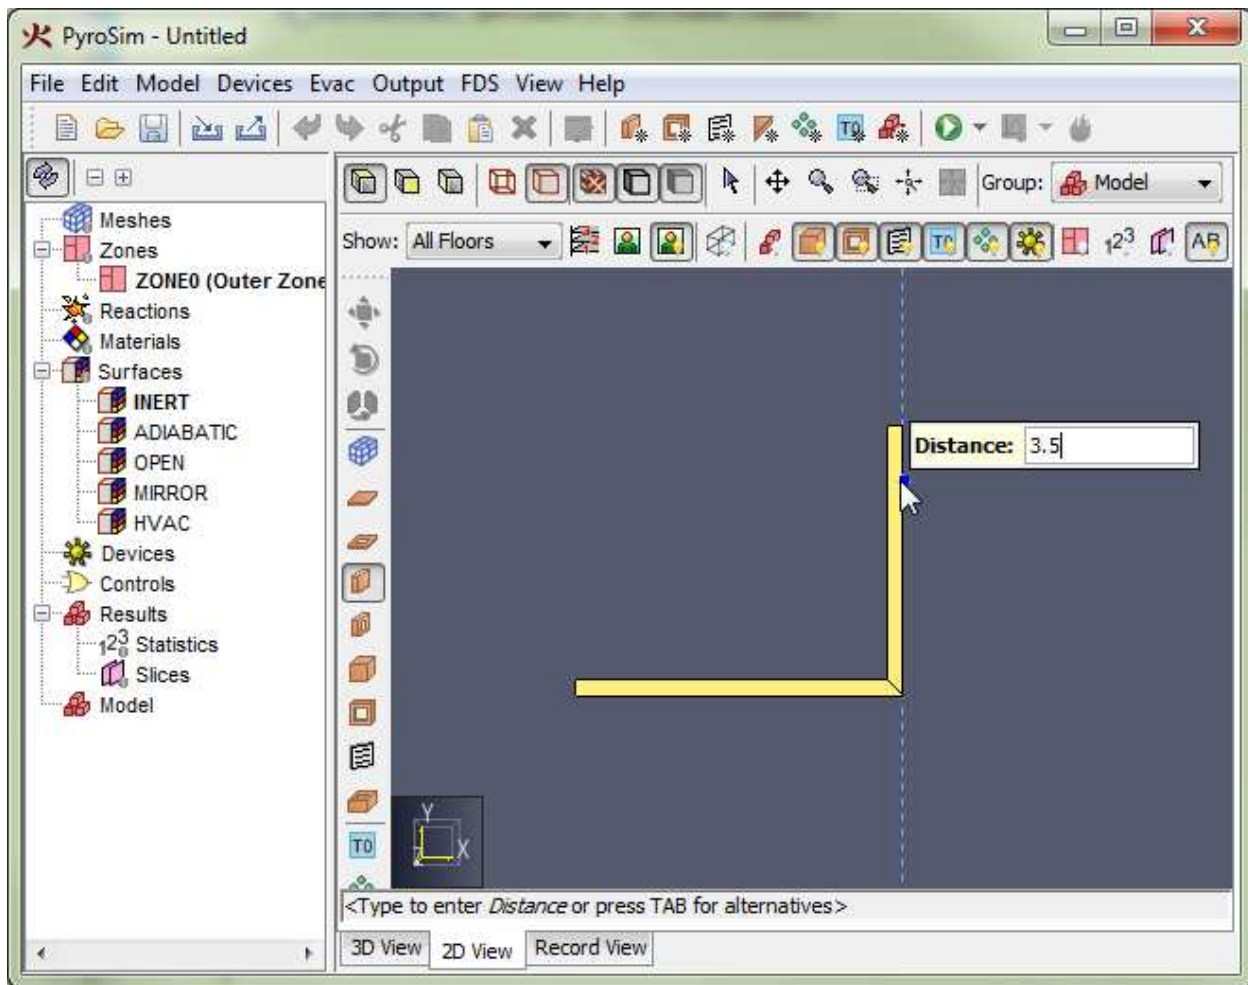 PyroSim - Untitled
File Edit Model Devices Evac Output FDS View Help
Group: Model
Meshes
Show: All Floors
Zones
ZONE0 (Outer Zone
Reactions
Materials
Surfaces
INERT
ADIABATIC
OPEN
MIRROR
HVAC
Devices
Controls
Results
Statistics
Slices
Model
Distance: 3.5
Y
X
<Type to enter Distance or press TAB for alternatives>
3D View 2D View Record View